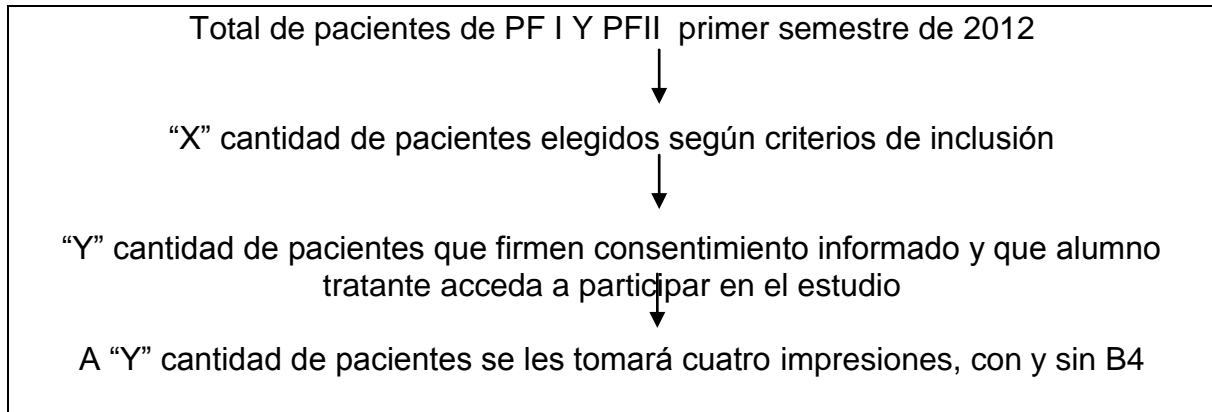 Total de pacientes de PF I Y PFII primer semestre de 2012
“X” cantidad de pacientes elegidos según criterios de inclusión
“Y” cantidad de pacientes que firmen consentimiento informado y que alumno
tratante acceda a participar en el estudio
A “Y” cantidad de pacientes se les tomará cuatro impresiones, con y sin B4